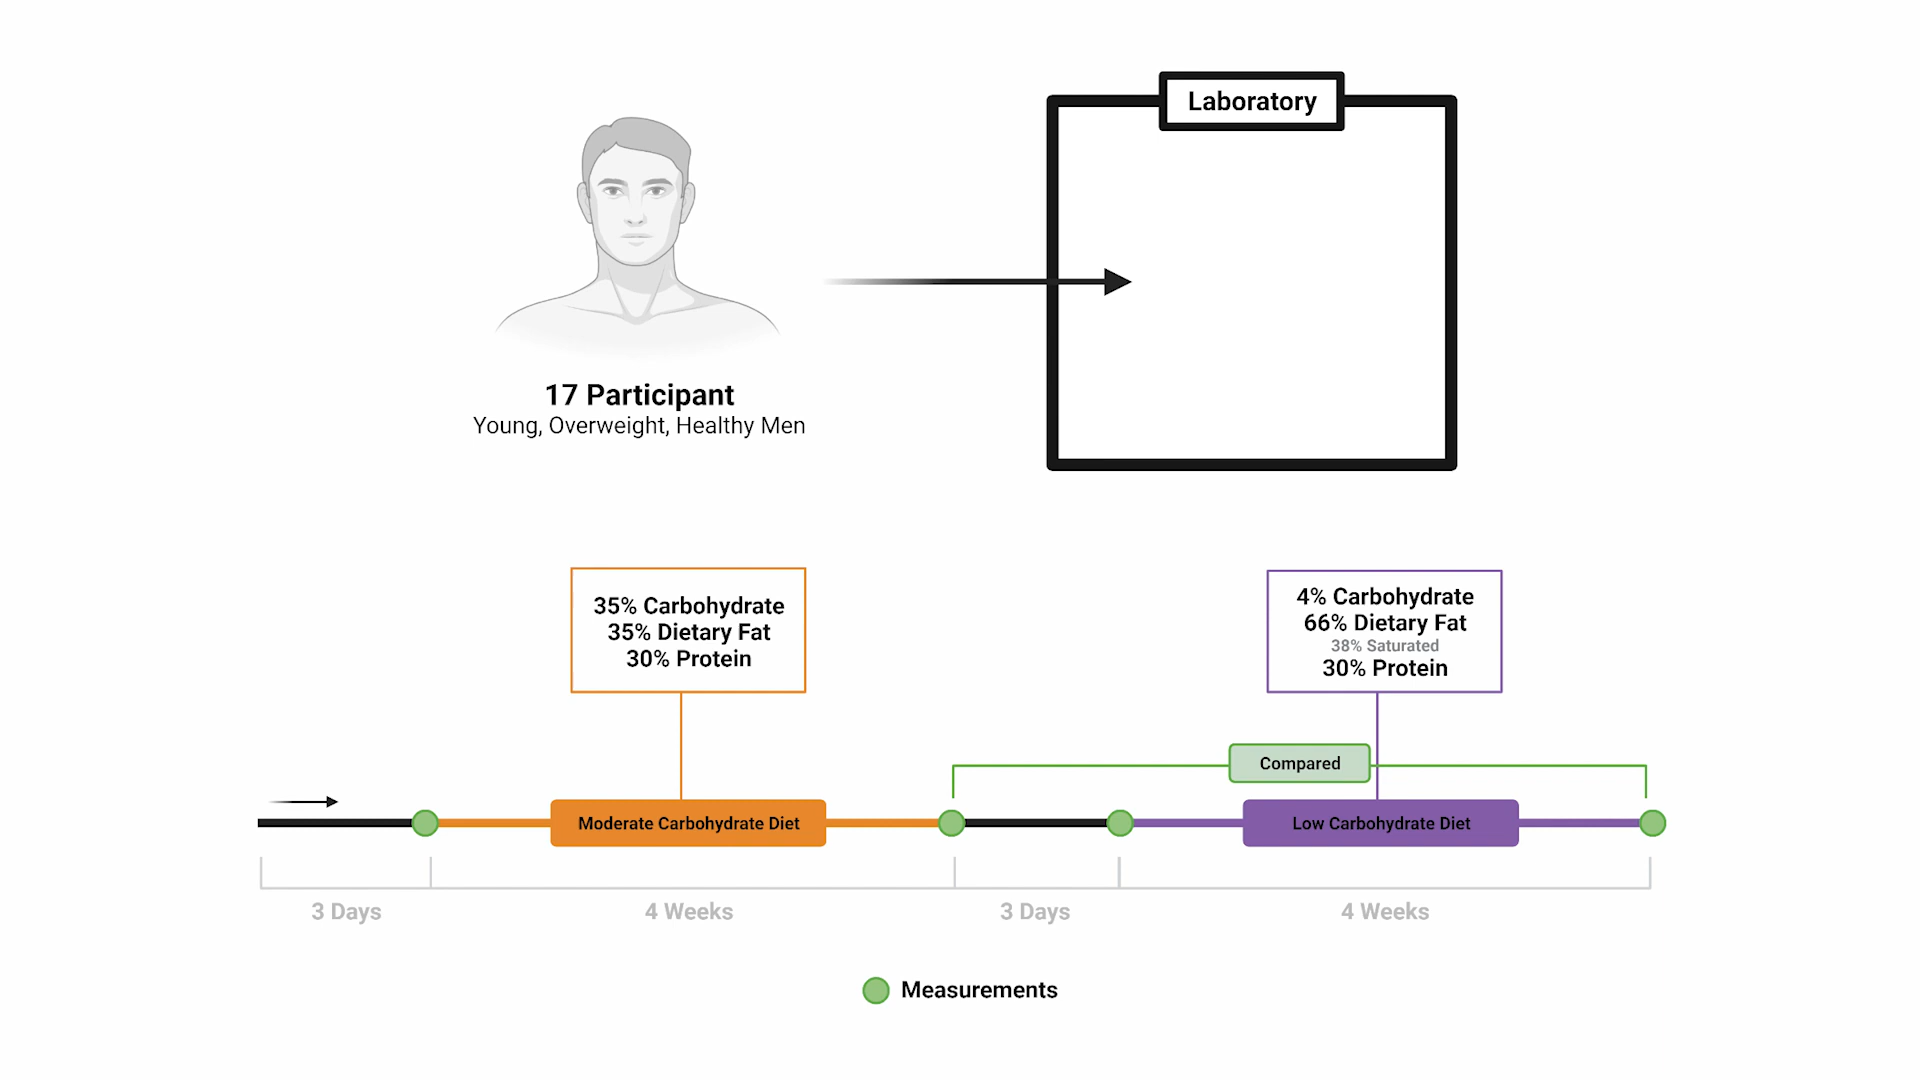 Laboratory
17 Participant
Young, Overweight, Healthy Men
35% Carbohydrate
35% Dietary Fat
30% Protein
4% Carbohydrate
66% Dietary Fat
38% Saturated
30% Protein
Compared
Moderate Carbohydrate Diet
Low Carbohydrate Diet
3 Days
4 Weeks
3 Days
4 Weeks
Measurements